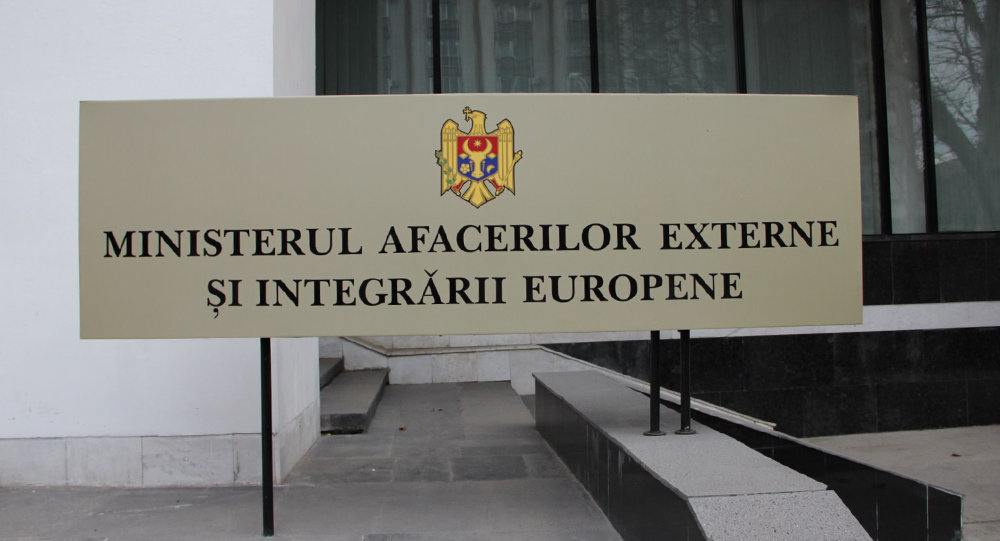 MINISTERUL AFACERILOR EXTERNE
ȘI INTEGRĂRII EUROPENE